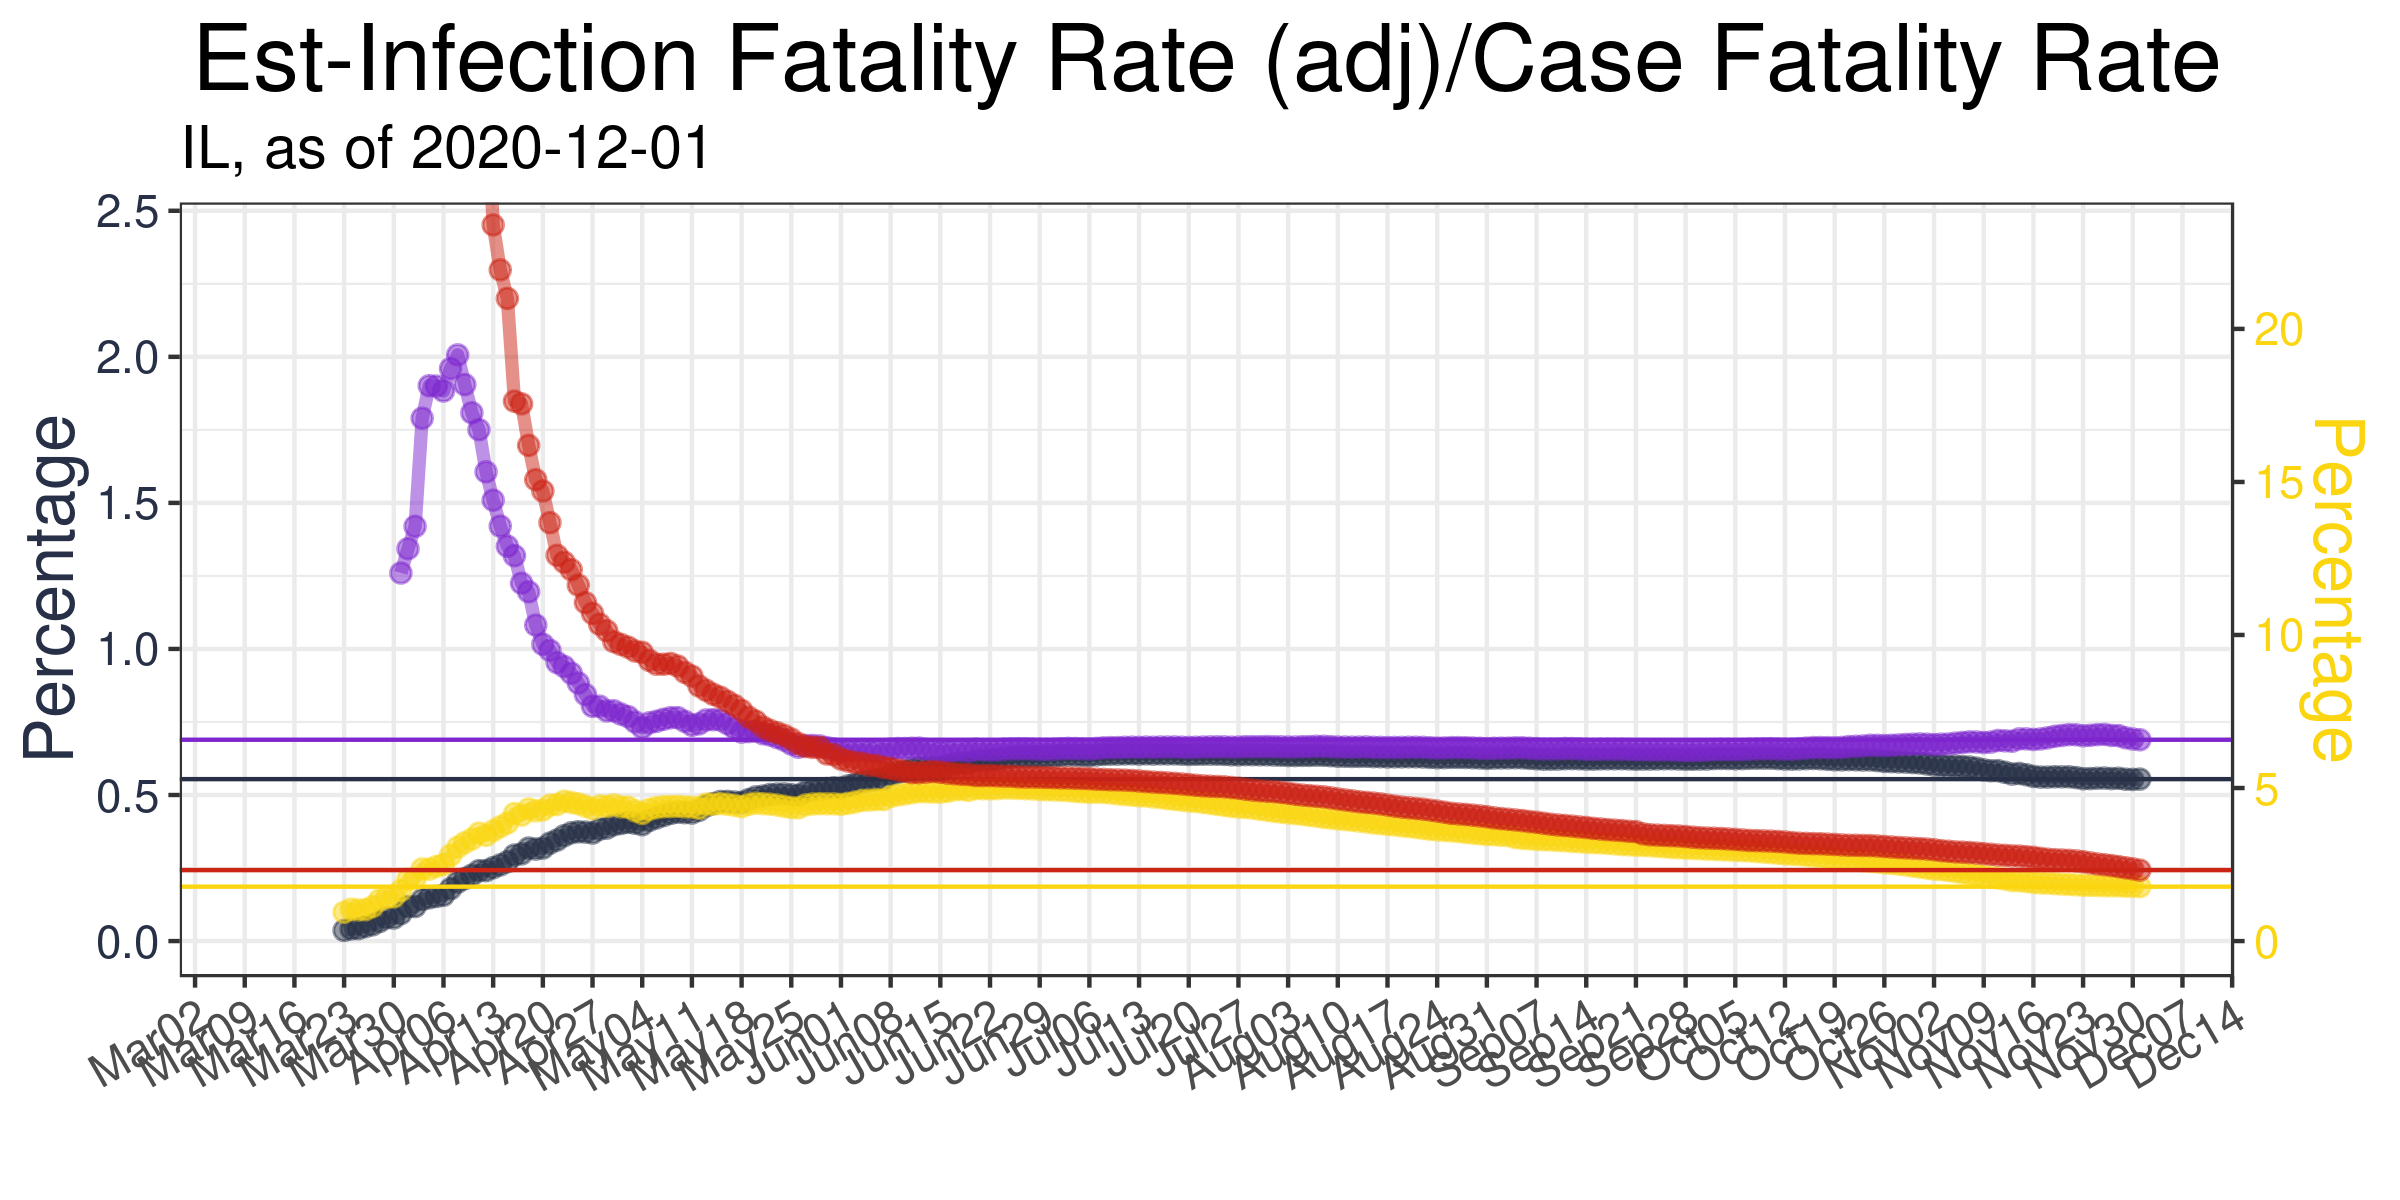 Est-Infection Fatality Rate (adj)/Case Fatality Rate
IL, as of 2020-12-01
Percentage
2.5
2.0
1.5
1.0
0.5
0.0
20
15
10
5
0
Percentage
Mar02
Mar09
Mar16
Mar23
Mar30
Apr06
Apr13
Apr20
Apr27
May04
May11
May18
May25
Jun01
Jun08
Jun15
Jun22
Jun29
Jul06
Jul13
Jul20
Jul27
Aug03
Aug10
Aug17
Aug24
Aug31
Sep07
Sep14
Sep21
Sep28
Oct05
Oct12
Oct19
Oct26
Nov02
Nov09
Nov16
Nov23
Nov30
Dec07
Dec14